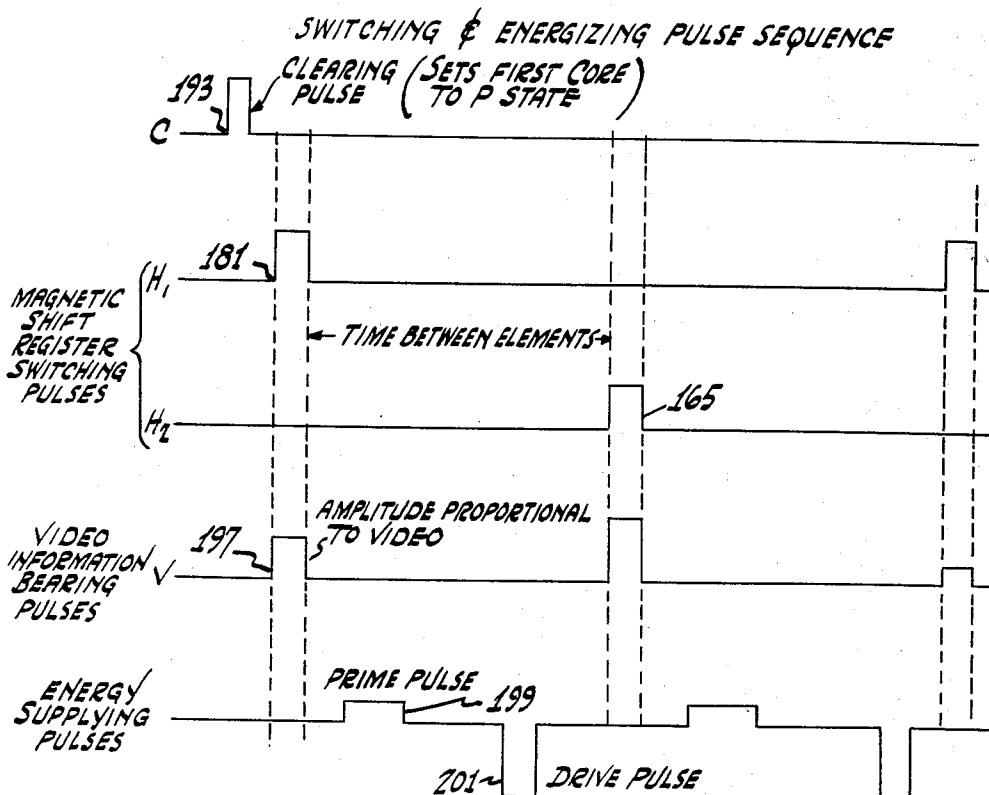 SWITCHING & ENERGIZING PULSE SEQUENCE
CLEARING PULSE (SETS FIRST CORE TO P STATE)
193
C
181
H1
MAGNETIC
SHIFT
REGISTER
SWITCHING
PULSES
TIME BETWEEN ELEMENTS
165
H2
AMPLITUDE PROPORTIONAL
TO VIDEO
197
VIDEO
INFORMATION
BEARING
PULSES
V
PRIME PULSE
199
ENERGY
SUPPLYING
PULSES
201
DRIVE PULSE